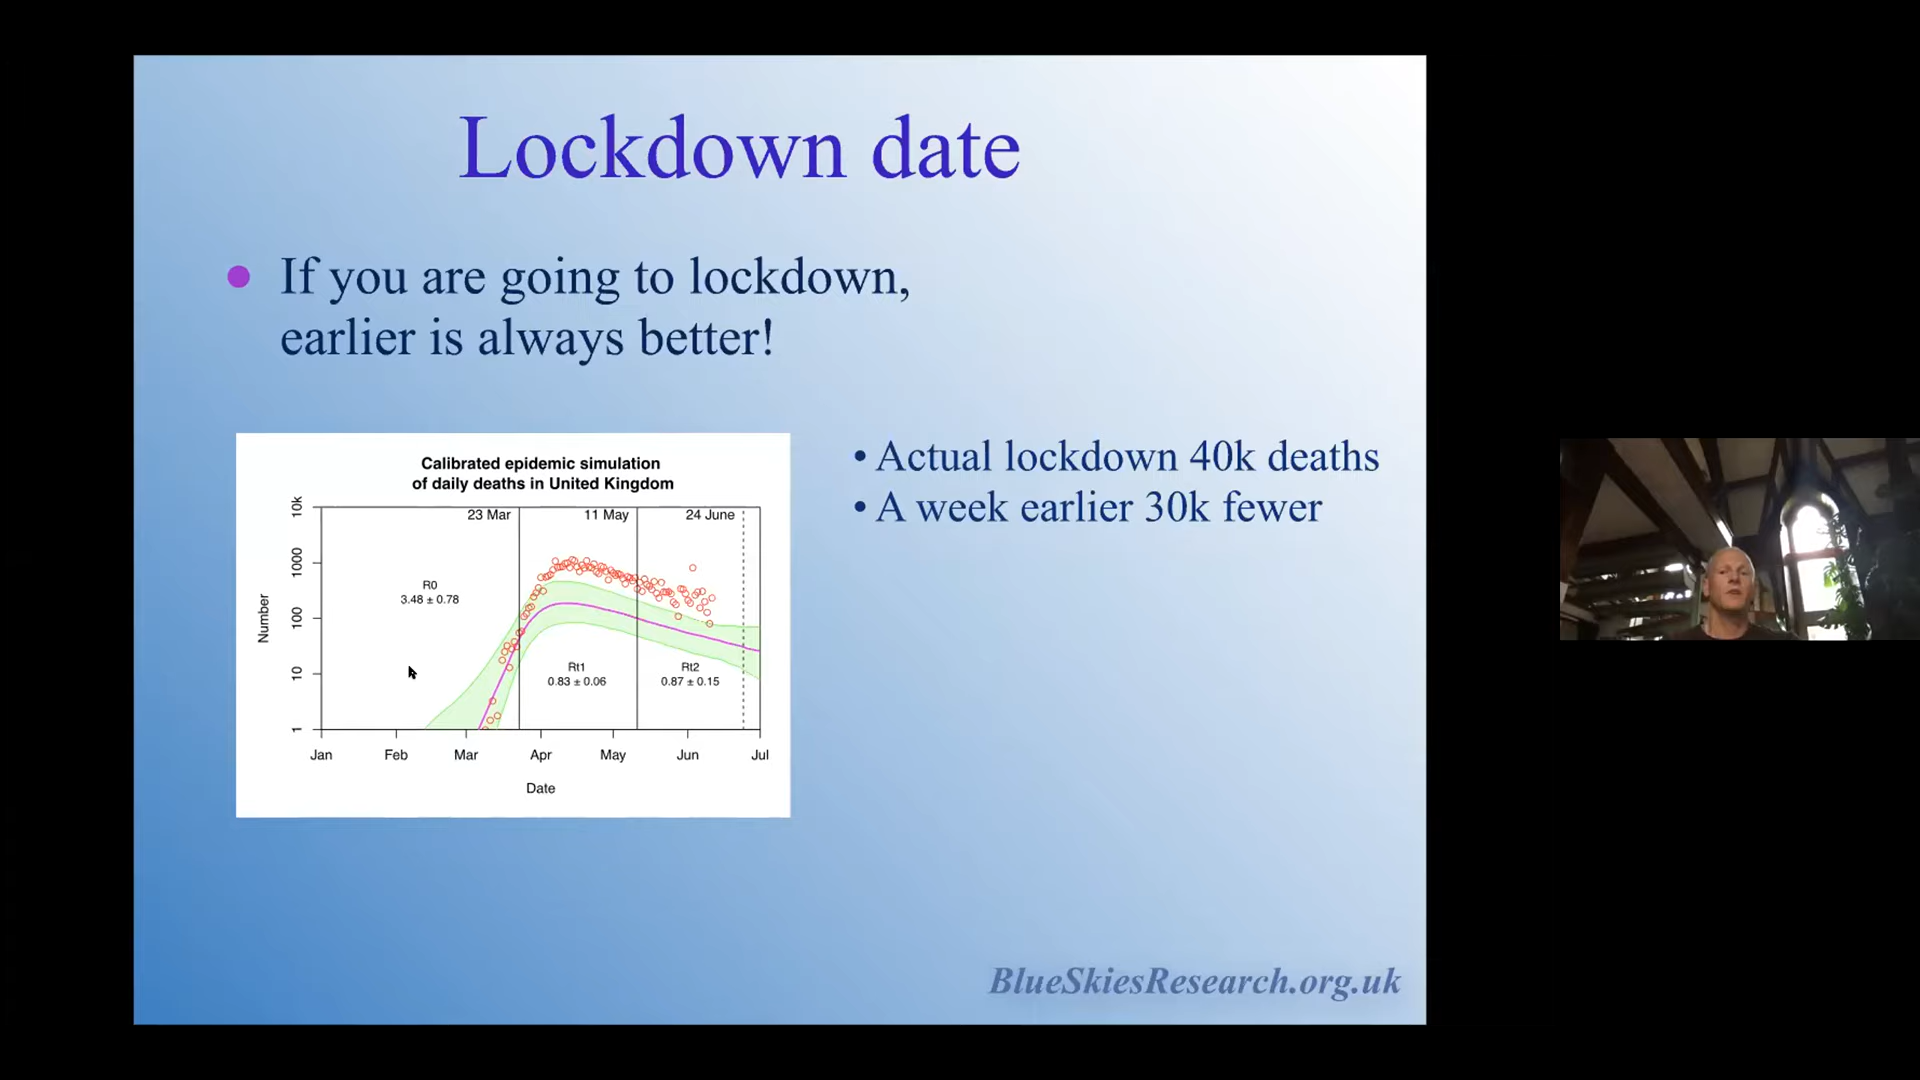 Lockdown date
If you are going to lockdown,
earlier is always better!
Calibrated epidemic simulation
of daily deaths in United Kingdom
23 Mar
11 May
24 June
10k
1000
100
10
1
Number
R0
3.48 ± 0.78
Rt1
0.83 ± 0.06
Rt2
0.87 ± 0.15
Jan
Feb
Mar
Apr
May
Jun
Jul
Date
• Actual lockdown 40k deaths
• A week earlier 30k fewer
BlueSkiesResearch.org.uk